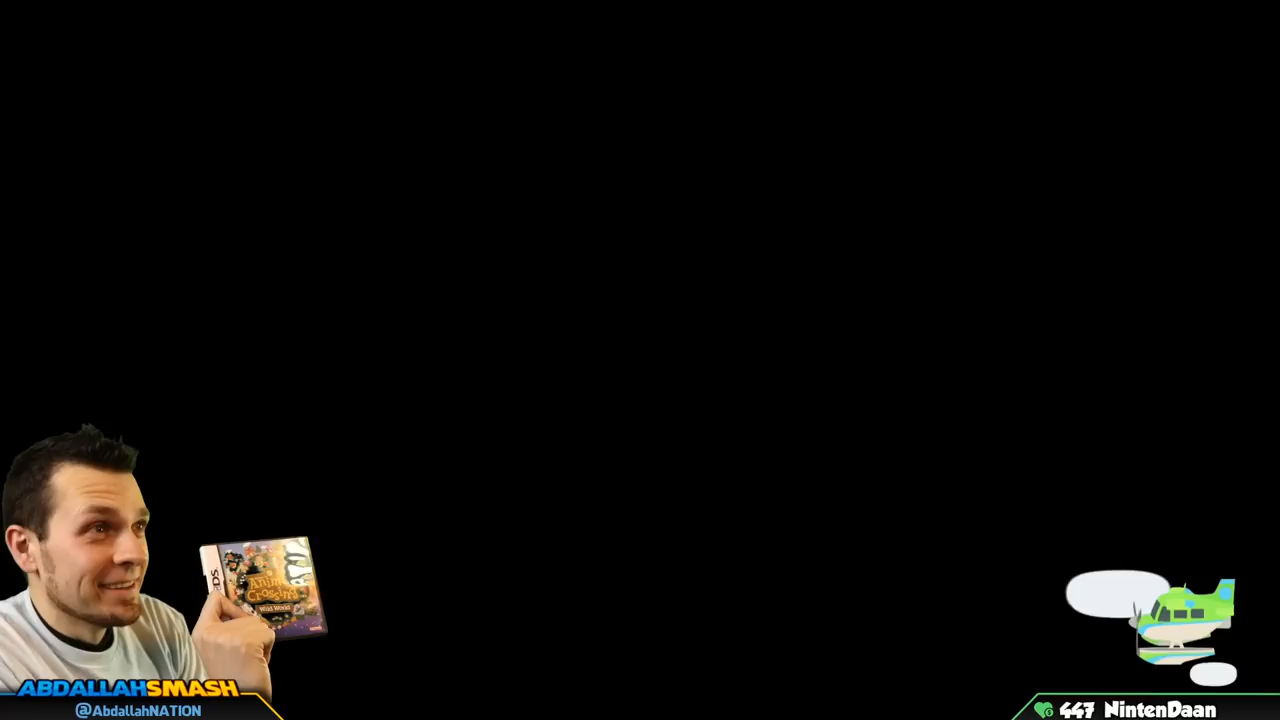 DS
Animal
Crossing
Wild World
ABDALLAHSMASH
@AbdallahNATION
447 NintenDaan